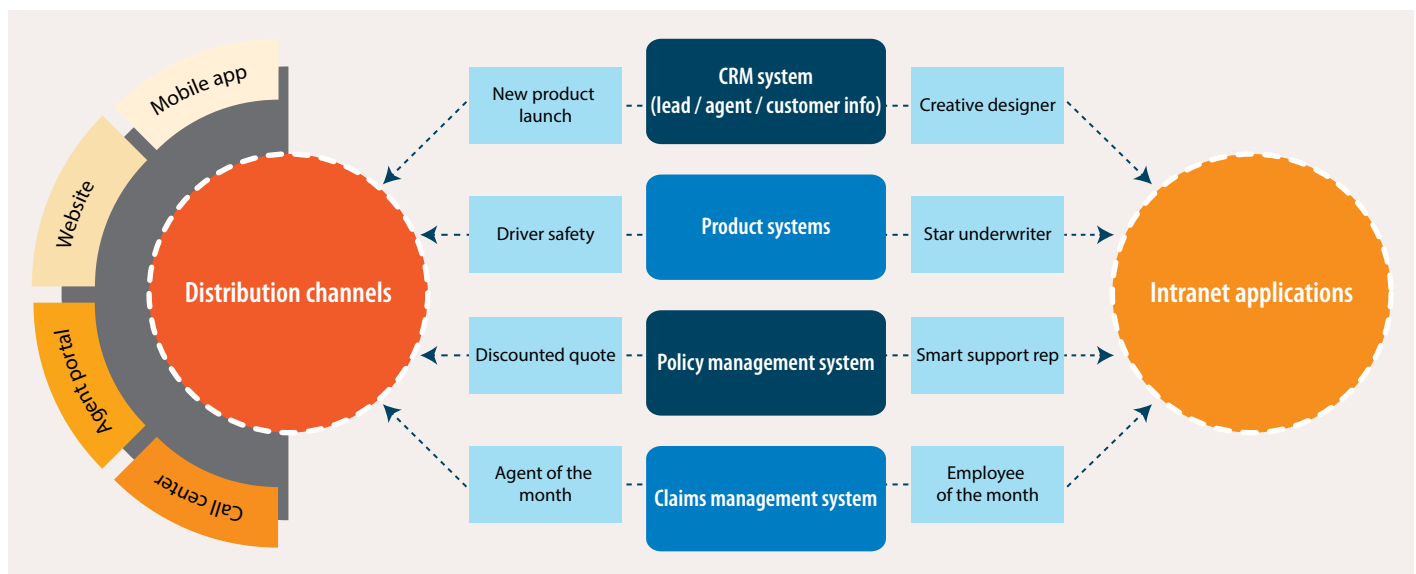 Mobile app
Website
Agent portal
Call center
Distribution channels
New product
launch
Driver safety
Discounted quote
Agent of the
month
CRM system
(lead / agent / customer info)
Product systems
Policy management system
Claims management system
Creative designer
Star underwriter
Smart support rep
Employee
of the month
Intranet applications